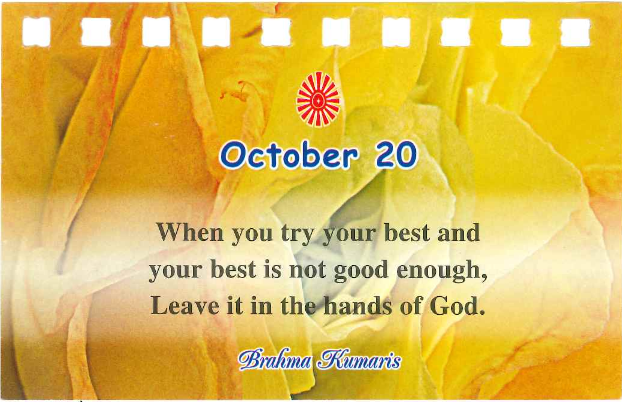 October 20
When you try your best and
your best is not good enough,
Leave it in the hands of God.
Brahma Kumaris